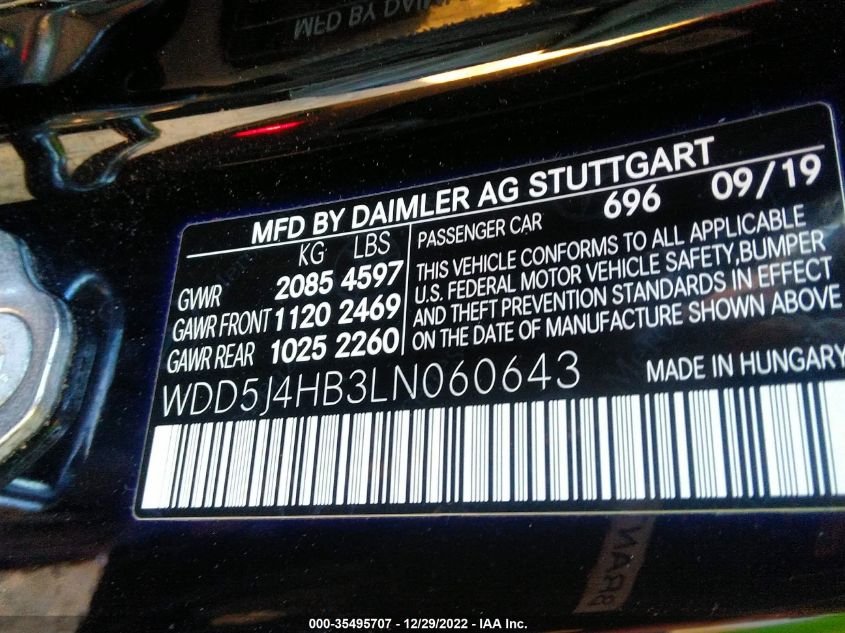 MFD BY DAIMLER
MFD BY DAIMLER AG STUTTGART
KG LBS
GVWR 2085 4597
GAWR FRONT 1120 2469
GAWR REAR 1025 2260
PASSENGER CAR 696 09/19
THIS VEHICLE CONFORMS TO ALL APPLICABLE
U.S. FEDERAL MOTOR VEHICLE SAFETY,BUMPER
AND THEFT PREVENTION STANDARDS IN EFFECT
ON THE DATE OF MANUFACTURE SHOWN ABOVE
WDD5J4HB3LN060643 MADE IN HUNGARY
000-35495707 - 12/29/2022 - IAA Inc.